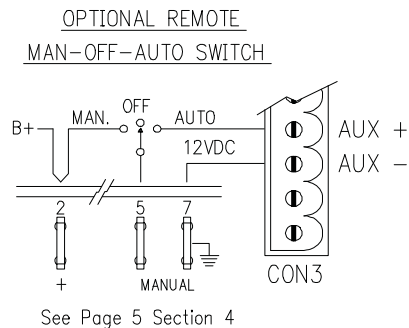 OPTIONAL REMOTE
MAN-OFF-AUTO SWITCH
OFF
B+ MAN. AUTO AUX +
12VDC AUX -
2 5 7
+ MANUAL CON3
See Page 5 Section 4